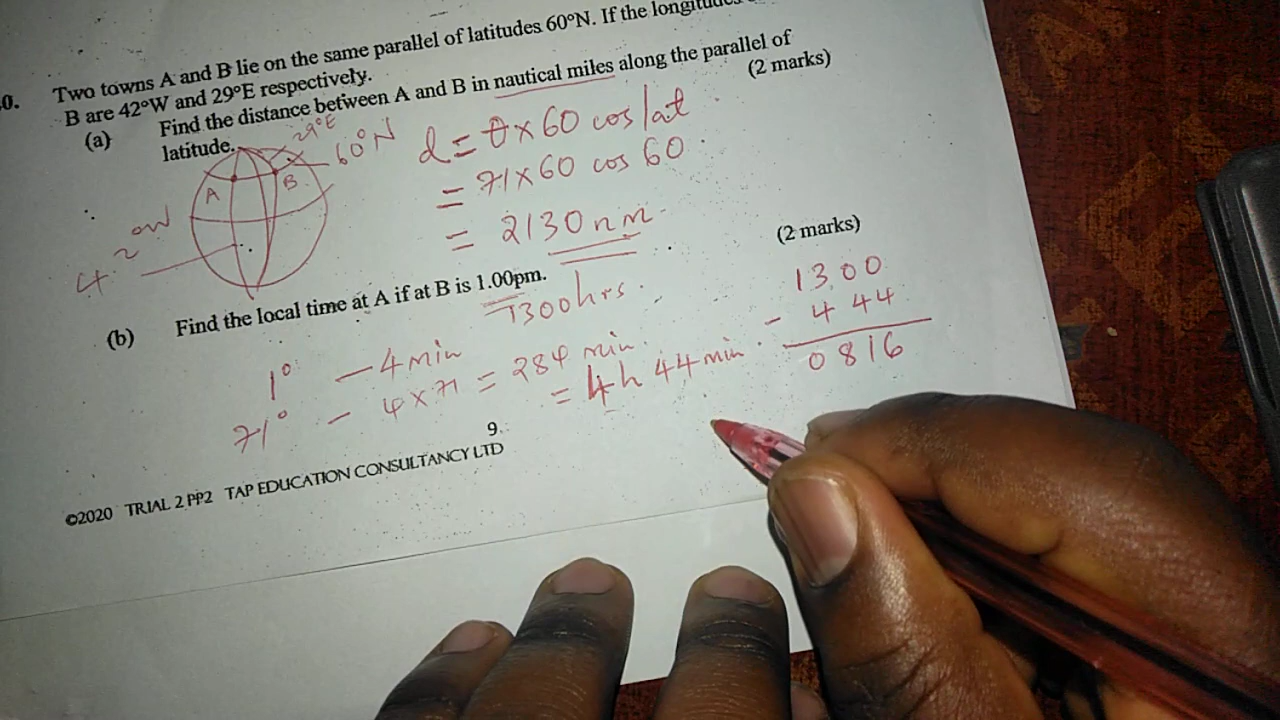 0. Two towns A and B lie on the same parallel of latitudes 60°N. If the longitudes
B are 42°W and 29°E respectively.
(a) Find the distance between A and B in nautical miles along the parallel of
latitude. (2 marks)
29°E
60°N
A
B
42°W
d = θ × 60 cos lat
= 71 × 60 cos 60
= 2130 nm
(b) Find the local time at A if at B is 1.00pm. (2 marks)
1300hrs.
1° — 4 min
71° — 4 × 71 = 284 min.
= 4h 44 min.
1300
- 4 44
0816
9
©2020 TRIAL 2 PP2 TAP EDUCATION CONSULTANCY LTD